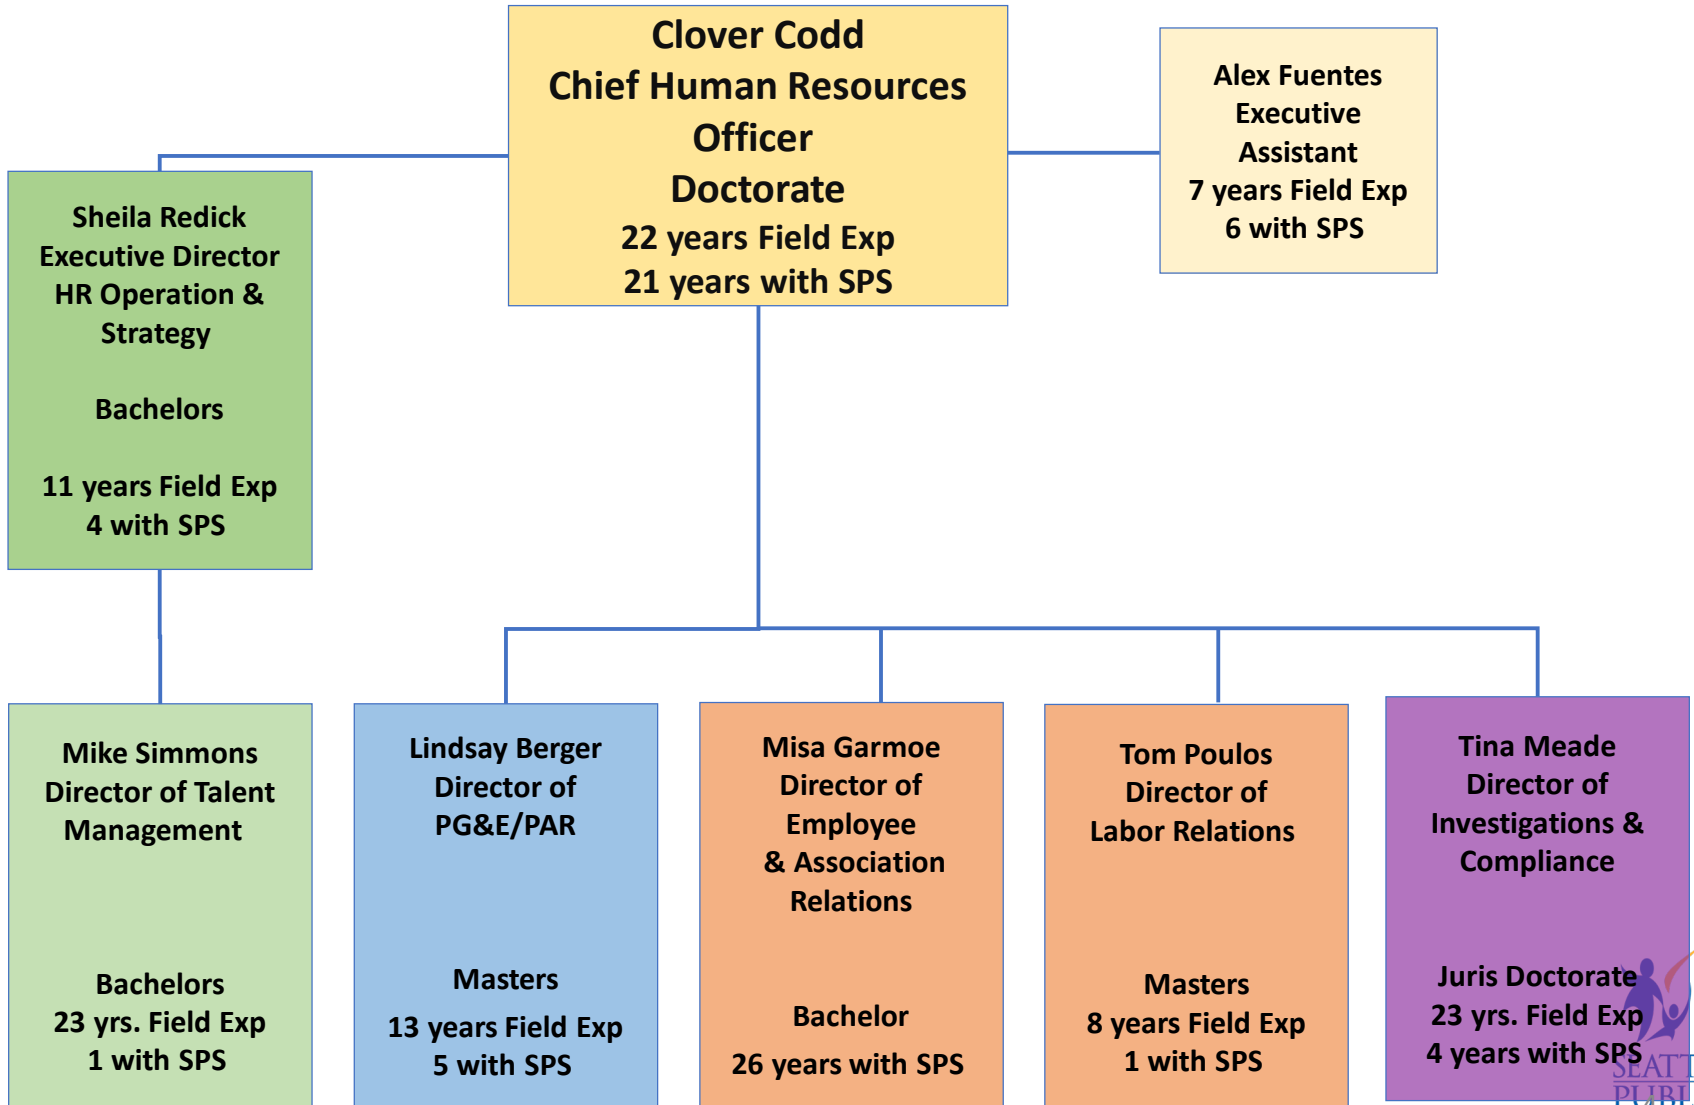 Clover Codd
Chief Human Resources
Officer
Doctorate
22 years Field Exp
21 years with SPS
Alex Fuentes
Executive
Assistant
7 years Field Exp
6 with SPS
Sheila Redick
Executive Director
HR Operation &
Strategy
Bachelors
11 years Field Exp
4 with SPS
Mike Simmons
Director of Talent
Management
Bachelors
23 yrs. Field Exp
1 with SPS
Lindsay Berger
Director of
PG&E/PAR
Masters
13 years Field Exp
5 with SPS
Misa Garmoe
Director of
Employee
& Association
Relations
Bachelor
26 years with SPS
Tom Poulos
Director of
Labor Relations
Masters
8 years Field Exp
1 with SPS
Tina Meade
Director of
Investigations &
Compliance
Juris Doctorate
23 yrs. Field Exp
4 years with SPS